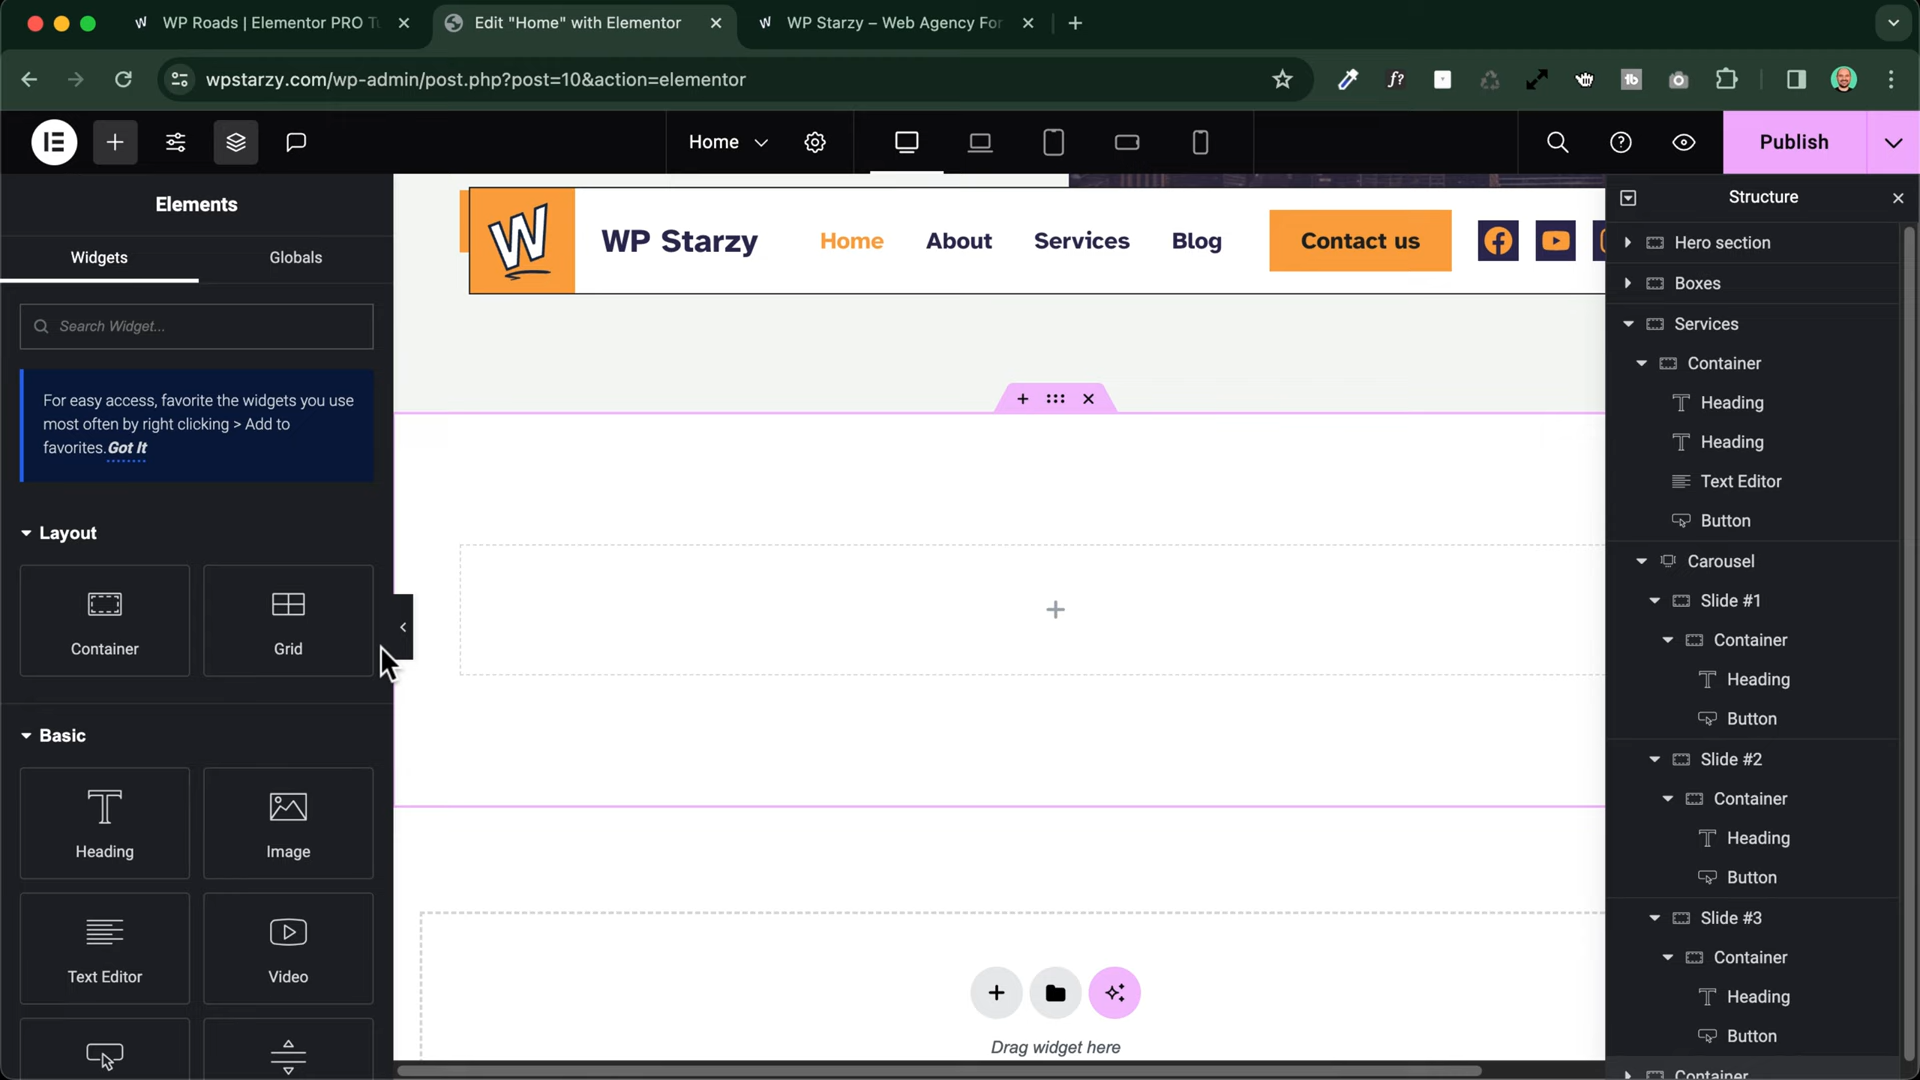 WP Roads | Elementor PRO Tu
Edit "Home" with Elementor
WP Starzy – Web Agency For
wpstarzy.com/wp-admin/post.php?post=10&action=elementor
f?
Home
Publish
Elements
Widgets
Globals
Search Widget...
For easy access, favorite the widgets you use
most often by right clicking > Add to
favorites. Got It
Layout
Container
Grid
Basic
Heading
Image
Text Editor
Video
W
WP Starzy
Home
About
Services
Blog
Contact us
Drag widget here
Structure
Hero section
Boxes
Services
Container
Heading
Heading
Text Editor
Button
Carousel
Slide #1
Container
Heading
Button
Slide #2
Container
Heading
Button
Slide #3
Container
Heading
Button
Container